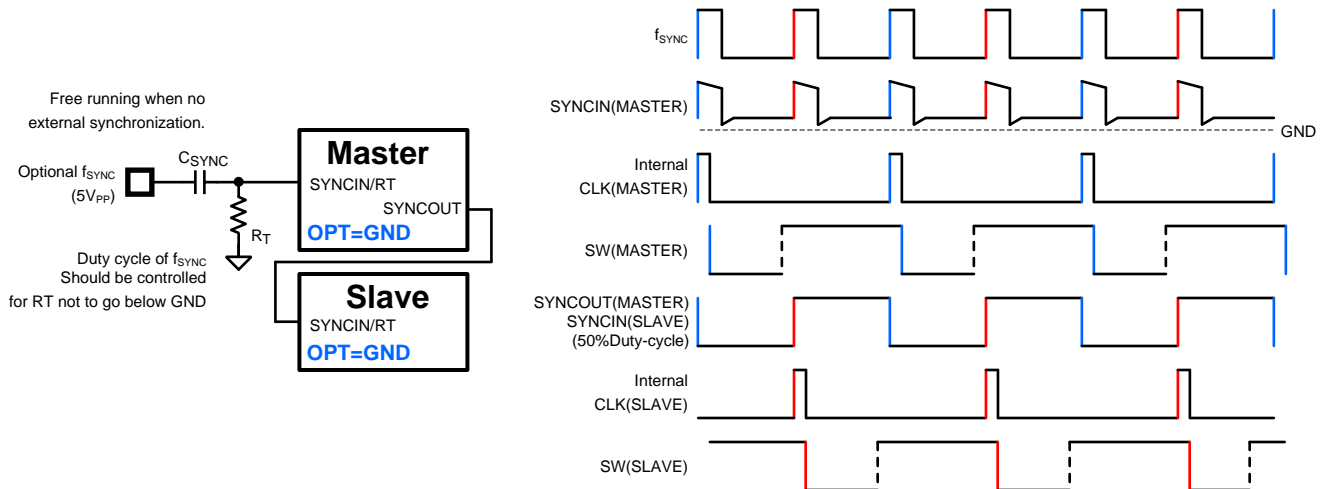 Free running when no
external synchronization.
Optional fSYNC
(5VPP)
CSYNC
RT
Duty cycle of fSYNC
Should be controlled
for RT not to go below GND
Master
SYNCIN/RT
SYNCOUT
OPT=GND
Slave
SYNCIN/RT
OPT=GND
fSYNC
SYNCIN(MASTER)
GND
Internal
CLK(MASTER)
SW(MASTER)
SYNCOUT(MASTER)
SYNCIN(SLAVE)
(50%Duty-cycle)
Internal
CLK(SLAVE)
SW(SLAVE)